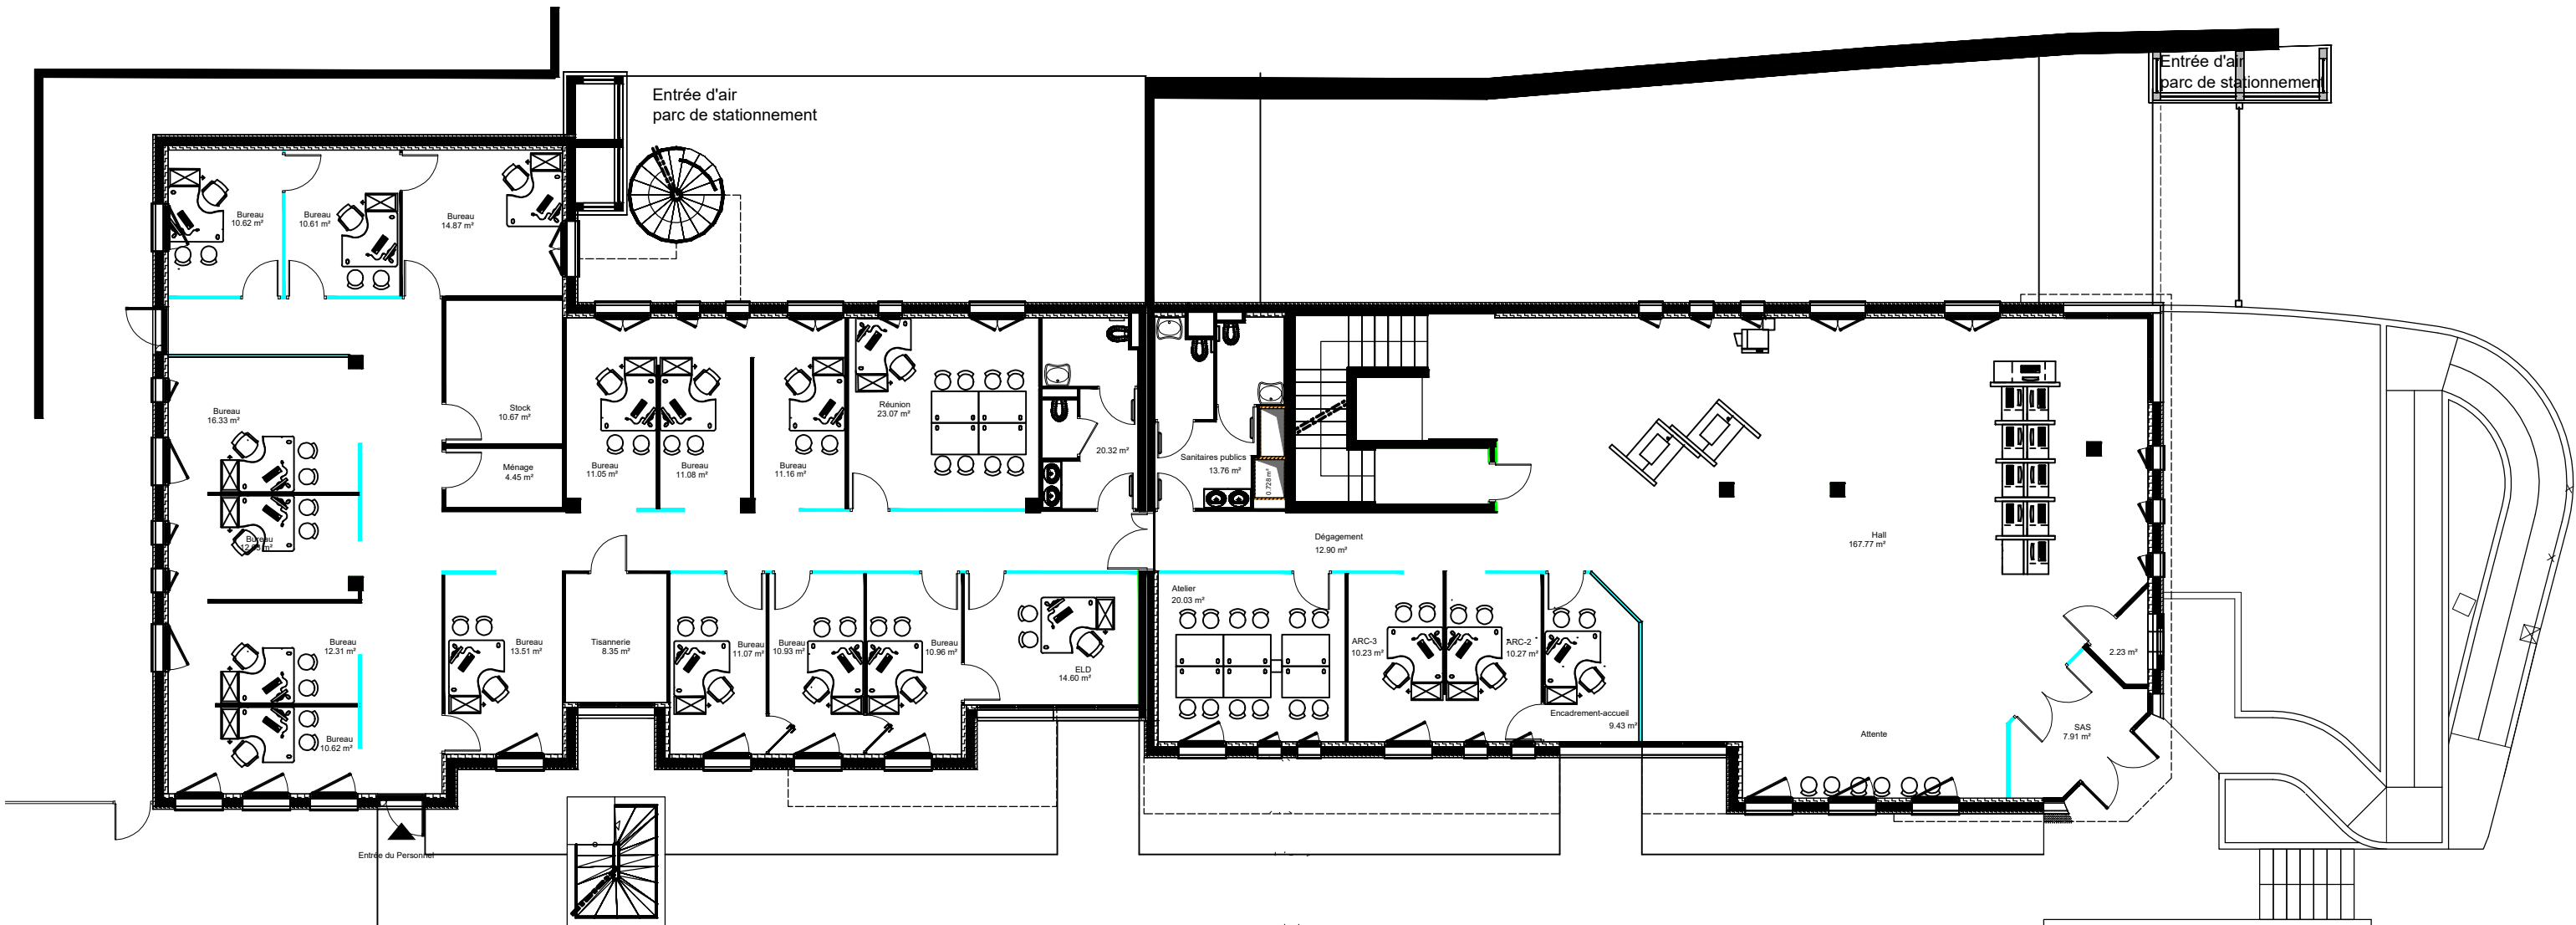 Entrée d'air
parc de stationnement
Entrée d'air
parc de stationnement
Bureau
10.62 m²
Bureau
10.61 m²
Bureau
14.87 m²
Bureau
16.33 m²
Stock
10.67 m²
Ménage
4.45 m²
Bureau
11.05 m²
Bureau
11.08 m²
Bureau
11.16 m²
Réunion
23.07 m²
20.32 m²
Sanitaires publics
13.76 m²
0.728 m²
Bureau
Dégagement
12.90 m²
Hall
167.77 m²
Bureau
12.31 m²
Bureau
10.62 m²
Bureau
13.51 m²
Tisannerie
8.35 m²
Bureau
11.07 m²
Bureau
10.93 m²
Bureau
10.96 m²
ELD
14.60 m²
Atelier
20.03 m²
ARC-3
10.23 m²
ARC-2
10.27 m²
Encadrement-accueil
9.43 m²
Attente
2.23 m²
SAS
7.91 m²
Entrée du Personnel